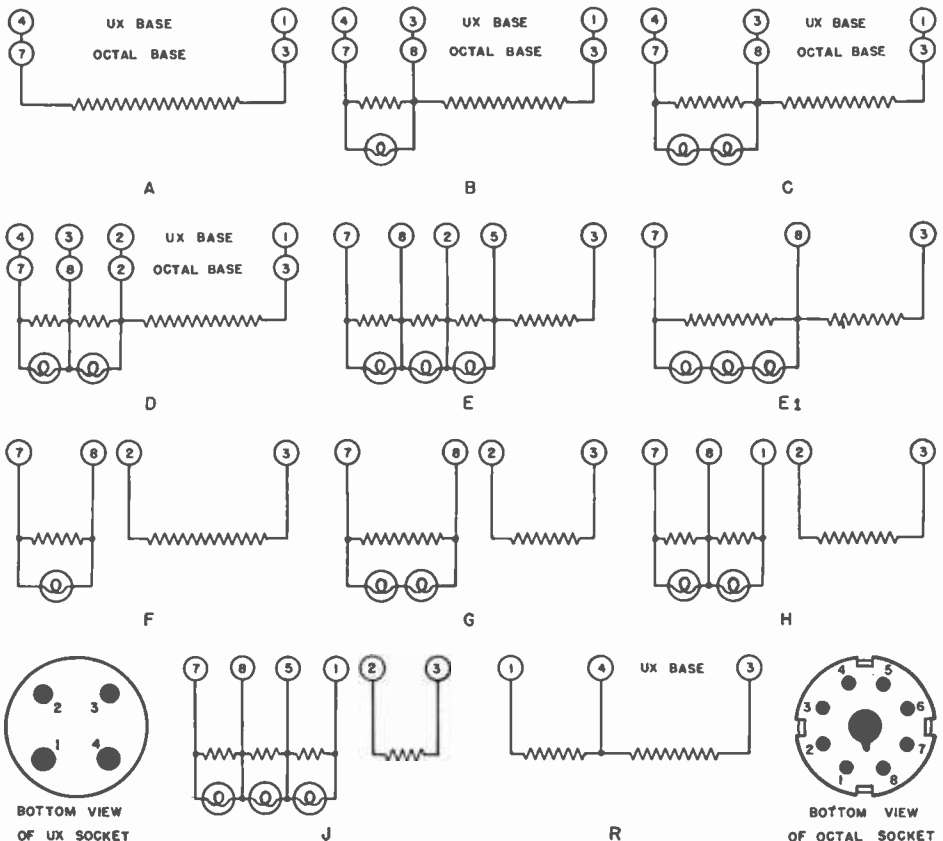 4 1 UX BASE
7 3 OCTAL BASE
A
4 3 1 UX BASE
7 8 3 OCTAL BASE
B
4 3 1 UX BASE
7 8 3 OCTAL BASE
C
4 3 2 UX BASE 1
7 8 2 OCTAL BASE 3
D
7 8 2 5 3
E
7 8 3
E1
7 8 2 3
F
7 8 2 3
G
7 8 1 2 3
H
2 3
1 4
BOTTOM VIEW
OF UX SOCKET
7 8 5 1 2 3
J
1 4 UX BASE 3
R
4 5
3 6
2 7
1 8
BOTTOM VIEW
OF OCTAL SOCKET